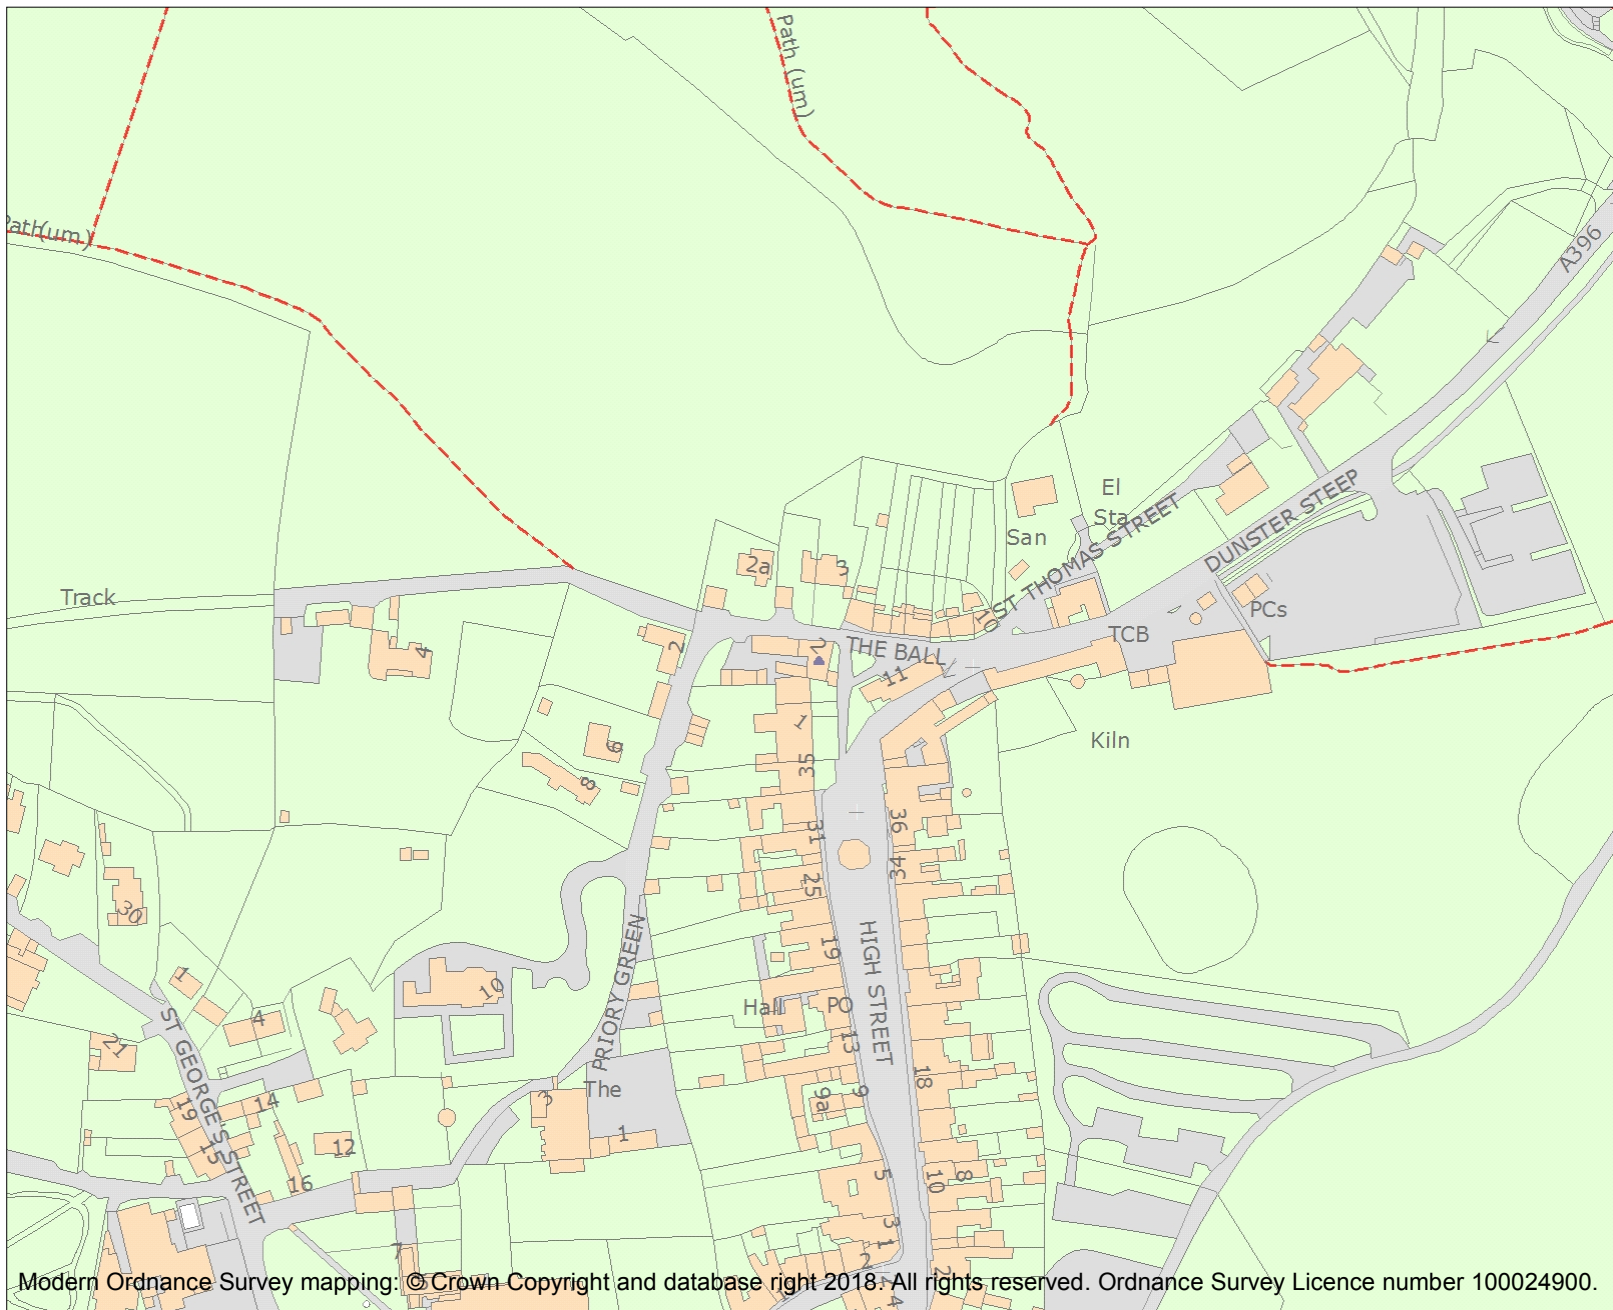 Path (um)
Path (um)
A396
El
Sta
San
ST THOMAS STREET
DUNSTER STEEP
Track
2a
3
10
PCs
TCB
THE BALL
2
2
4
11
1
6
Kiln
35
8
31
36
34
25
30
19
HIGH STREET
PRIORY GREEN
1
10
Hall
PO
4
ST GEORGE'S STREET
21
13
18
The
3
9
9a
19
14
1
15
12
16
5
10
8
3
1
7
2
2
Modern Ordnance Survey mapping: © Crown Copyright and database right 2018. All rights reserved. Ordnance Survey Licence number 100024900.